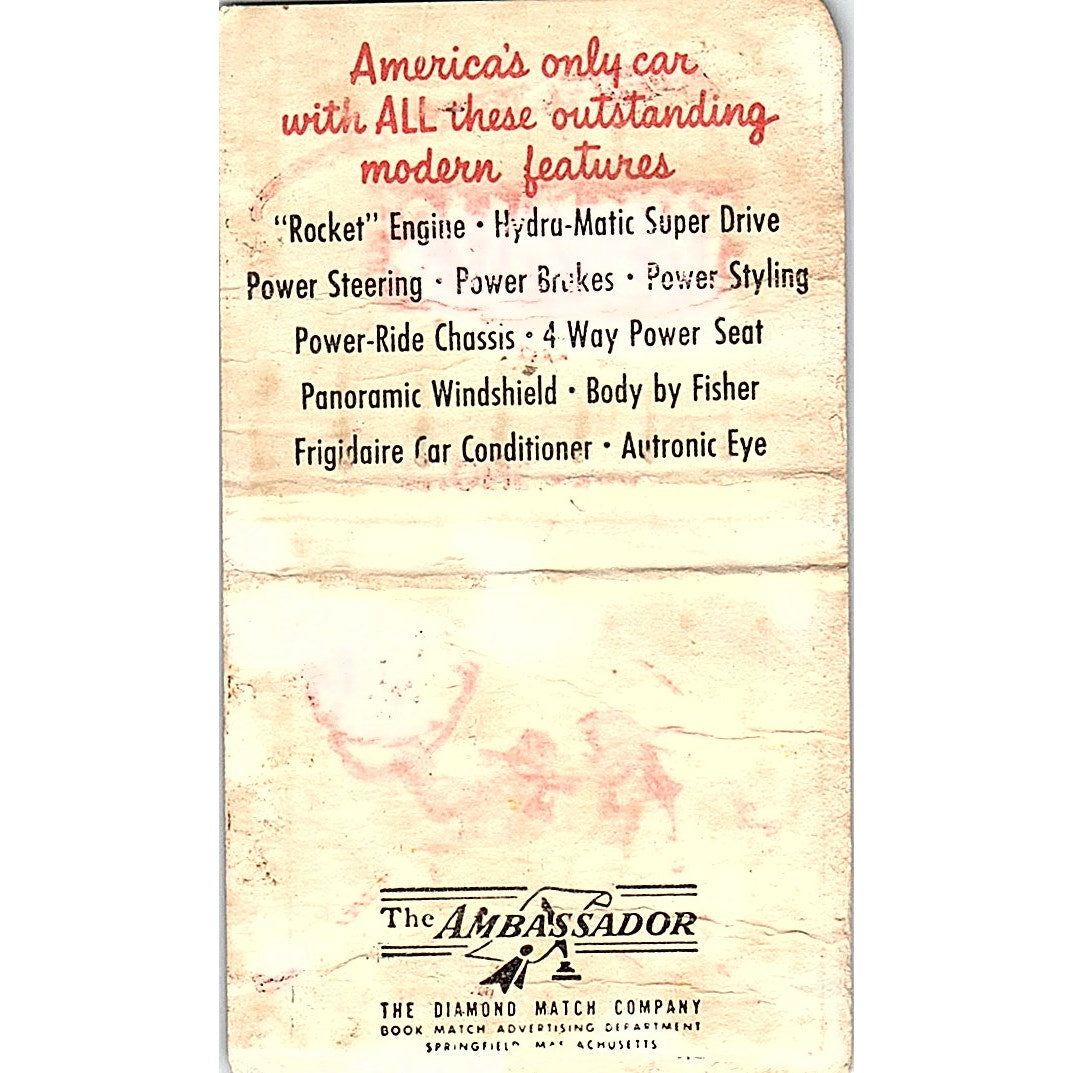 America's only car
with ALL these outstanding
modern features
"Rocket" Engine · Hydra-Matic Super Drive
Power Steering · Power Brakes · Power Styling
Power-Ride Chassis · 4 Way Power Seat
Panoramic Windshield · Body by Fisher
Frigidaire Car Conditioner · Autronic Eye
The AMBASSADOR
THE DIAMOND MATCH COMPANY
BOOK MATCH ADVERTISING DEPARTMENT
SPRINGFIELD MASSACHUSETTS